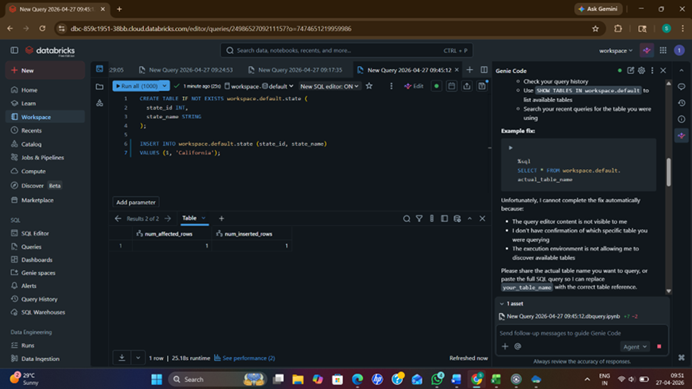 New Query 2026-04-27 09:45:12
Ask Gemini
dbc-859c1951-38bb.cloud.databricks.com/editor/queries/2498652709211157?o=7474651219959986
databricks
Search data, notebooks, recents, and more...
CTRL + P
workspace
New
Home
Learn
Workspace
Recents
Catalog
Jobs & Pipelines
Compute
Discover Beta
Marketplace
SQL
SQL Editor
Queries
Dashboards
Genie spaces
Alerts
Query History
SQL Warehouses
Data Engineering
Runs
Data Ingestion
29:05
New Query 2026-04-27 09:24:53
New Query 2026-04-27 09:17:35
New Query 2026-04-27 09:45:12
Run all (1000)
1 minute ago (25s)
workspace.default
New SQL editor: ON
Edit
1 CREATE TABLE IF NOT EXISTS workspace.default.state (
2 state_id INT,
3 state_name STRING
4 );
5
6 INSERT INTO workspace.default.state (state_id, state_name)
7 VALUES (1, 'California');
Add parameter
Results 2 of 2
Table
num_affected_rows num_inserted_rows
1 1 1
1 row | 25.18s runtime
See performance (2)
Refreshed now
Genie Code
Check your query history
Use SHOW TABLES IN workspace.default to
list available tables
Search your recent queries for the table you were
using
Example fix:
%sql
SELECT * FROM workspace.default.
actual_table_name
Unfortunately, I cannot complete the fix automatically
because:
The query editor content is not visible to me
I don't have confirmation of which specific table you
were querying
The execution environment is not allowing me to
discover available tables
Please share the actual table name you want to query, or
paste the full SQL query so I can replace
your_table_name with the correct table reference.
1 asset
New Query 2026-04-27 09:45:12.dbquery.ipynb +7 -2
Send follow-up messages to guide Genie Code
Agent
Always review the accuracy of responses.
29°C
Sunny
Search
ENG
IN
09:51
27-04-2026